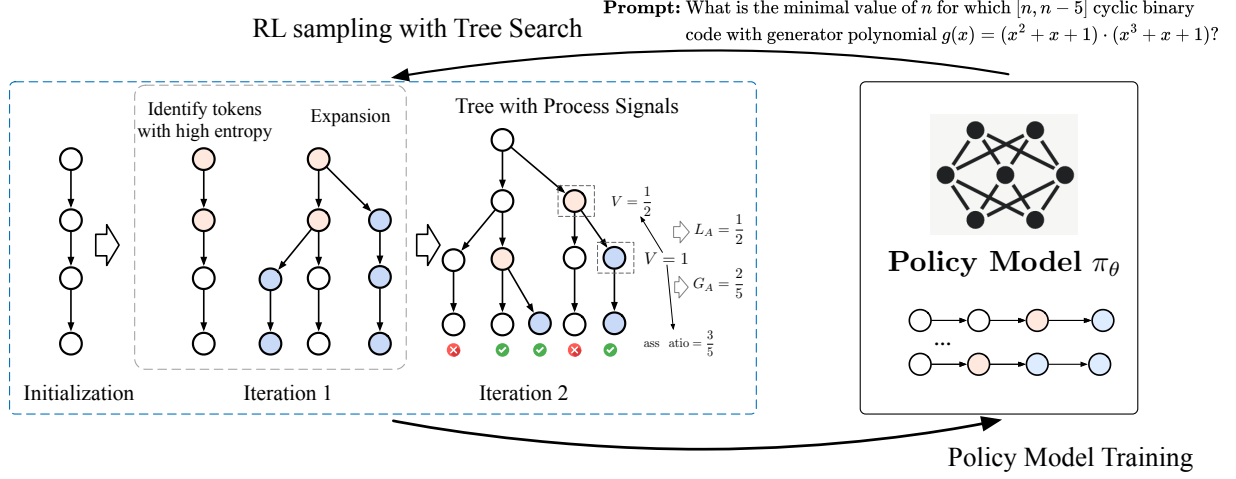 Prompt: What is the minimal value of n for which [n, n − 5] cyclic binary
code with generator polynomial g(x) = (x² + x + 1) · (x³ + x + 1)?
RL sampling with Tree Search
Identify tokens
with high entropy
Expansion
Tree with Process Signals
V = 1/2
L_A = 1/2
V = 1
G_A = 2/5
ass atio = 3/5
Initialization
Iteration 1
Iteration 2
Policy Model π_θ
...
Policy Model Training